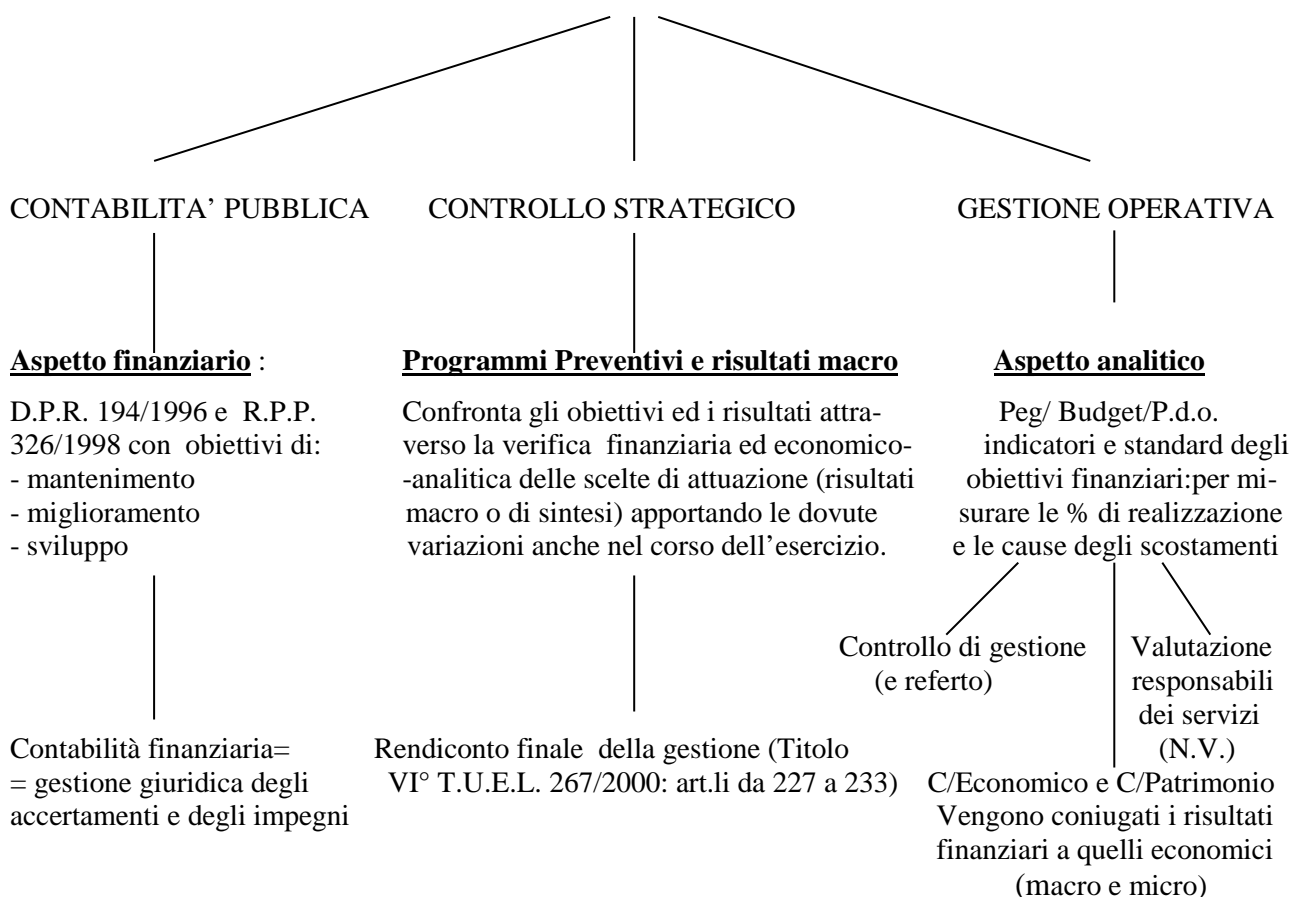 CONTABILITA’ PUBBLICA
CONTROLLO STRATEGICO
GESTIONE OPERATIVA
Aspetto finanziario :
D.P.R. 194/1996 e R.P.P.
326/1998 con obiettivi di:
- mantenimento
- miglioramento
- sviluppo
Contabilità finanziaria=
= gestione giuridica degli
accertamenti e degli impegni
Programmi Preventivi e risultati macro
Confronta gli obiettivi ed i risultati attra-
verso la verifica finanziaria ed economico-
-analitica delle scelte di attuazione (risultati
macro o di sintesi) apportando le dovute
variazioni anche nel corso dell’esercizio.
Rendiconto finale della gestione (Titolo
VI° T.U.E.L. 267/2000: art.li da 227 a 233)
Aspetto analitico
Peg/ Budget/P.d.o.
indicatori e standard degli
obiettivi finanziari:per mi-
surare le % di realizzazione
e le cause degli scostamenti
Controllo di gestione
(e referto)
Valutazione
responsabili
dei servizi
(N.V.)
C/Economico e C/Patrimonio
Vengono coniugati i risultati
finanziari a quelli economici
(macro e micro)